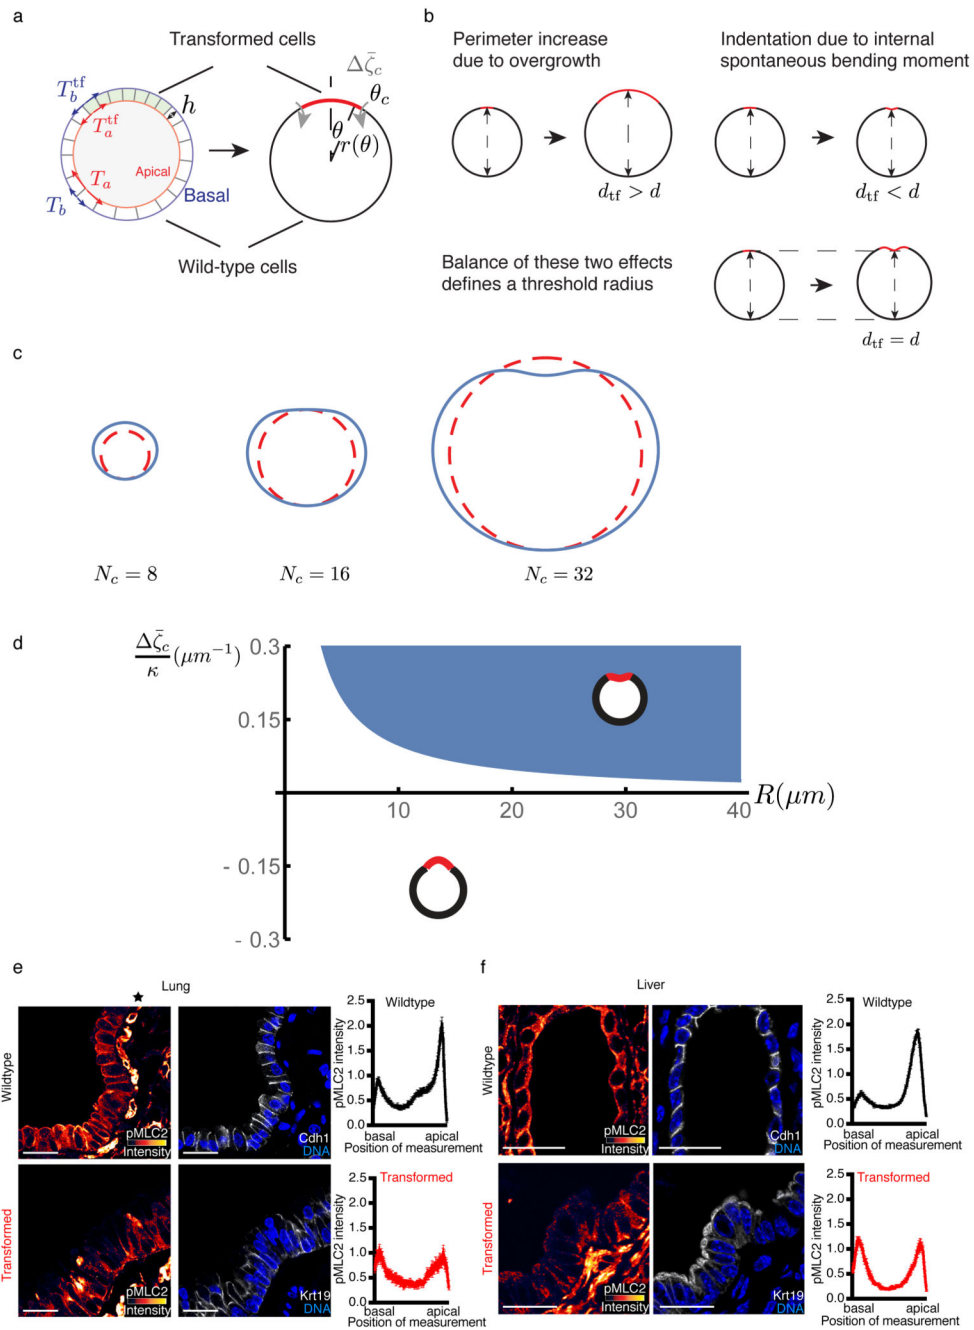 a
Transformed cells
T_b^tf
T_a^tf
h
T_a
Apical
T_b
Basal
Δζ̄_c
θ_c
θ
r(θ)
Wild-type cells
b
Perimeter increase
due to overgrowth
d_tf > d
Indentation due to internal
spontaneous bending moment
d_tf < d
Balance of these two effects
defines a threshold radius
d_tf = d
c
N_c = 8
N_c = 16
N_c = 32
d
Δζ̄_c/κ (μm⁻¹)
0.3
0.15
- 0.15
- 0.3
10
20
30
40
R(μm)
e
Lung
★
Wildtype
pMLC2
Intensity
Cdh1
DNA
Wildtype
pMLC2 intensity
2.5
2.0
1.5
1.0
0.5
0.0
basal apical
Position of measurement
Transformed
pMLC2
Intensity
Krt19
DNA
Transformed
pMLC2 intensity
2.5
2.0
1.5
1.0
0.5
0.0
basal apical
Position of measurement
f
Liver
Wildtype
pMLC2
Intensity
Cdh1
DNA
Wildtype
pMLC2 intensity
2.5
2.0
1.5
1.0
0.5
0.0
basal apical
Position of measurement
Transformed
pMLC2
Intensity
Krt19
DNA
Transformed
pMLC2 intensity
2.5
2.0
1.5
1.0
0.5
0.0
basal apical
Position of measurement